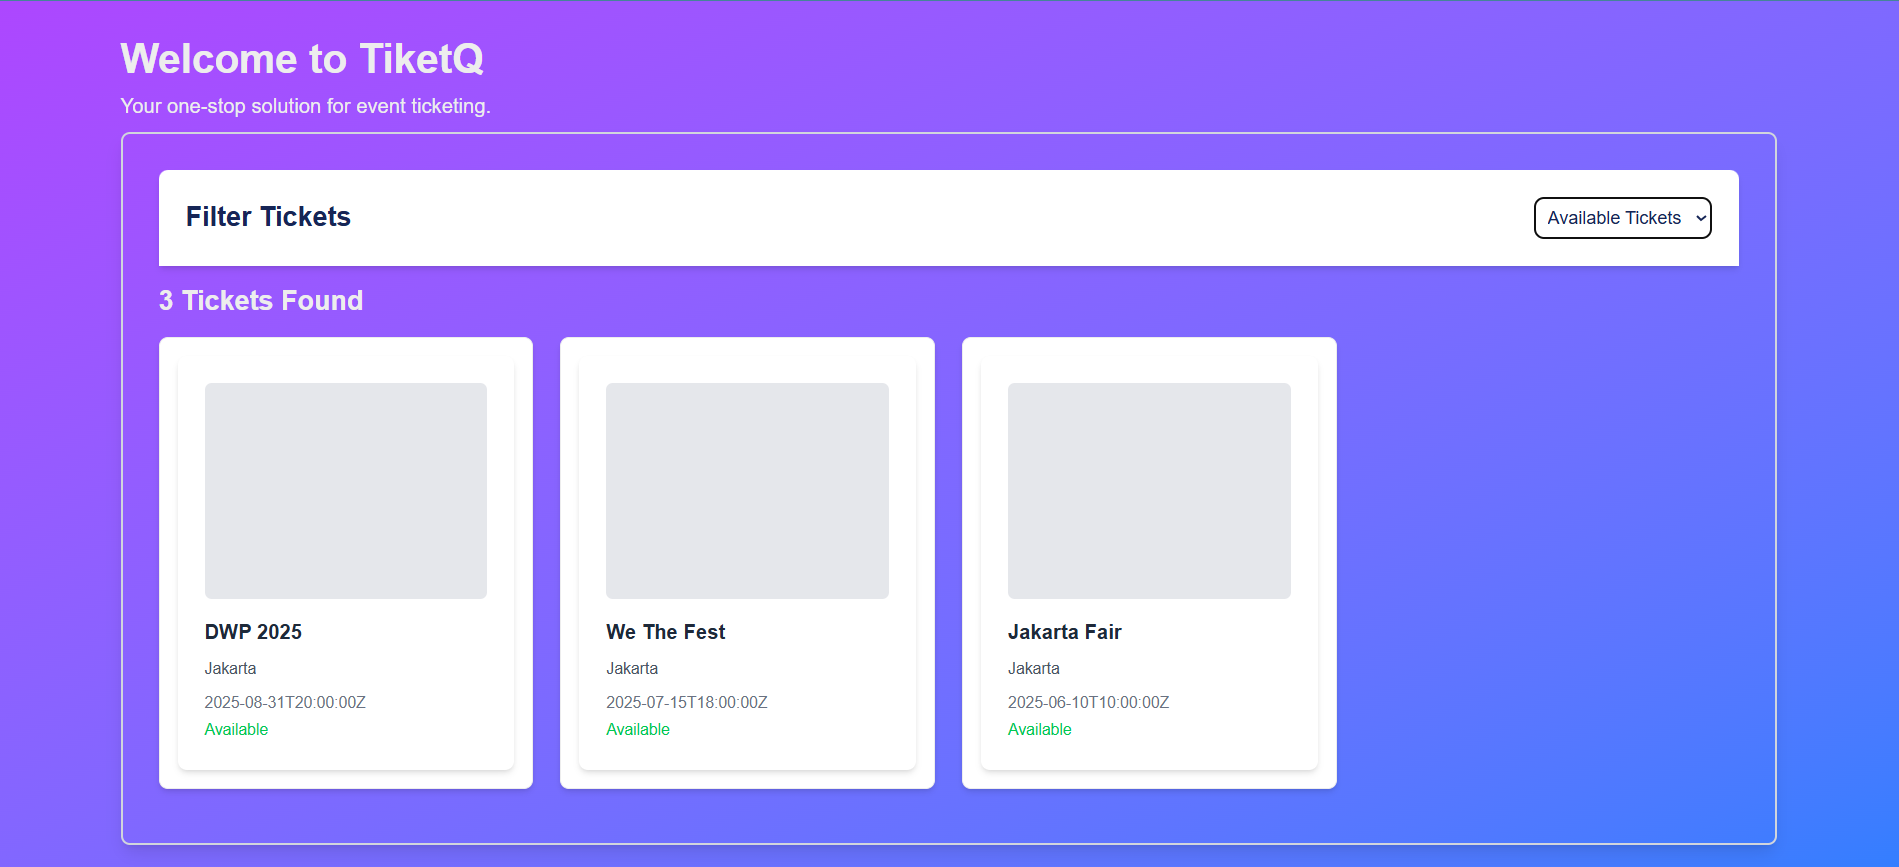 Welcome to TiketQ
Your one-stop solution for event ticketing.
Filter Tickets
Available Tickets
3 Tickets Found
DWP 2025
Jakarta
2025-08-31T20:00:00Z
Available
We The Fest
Jakarta
2025-07-15T18:00:00Z
Available
Jakarta Fair
Jakarta
2025-06-10T10:00:00Z
Available